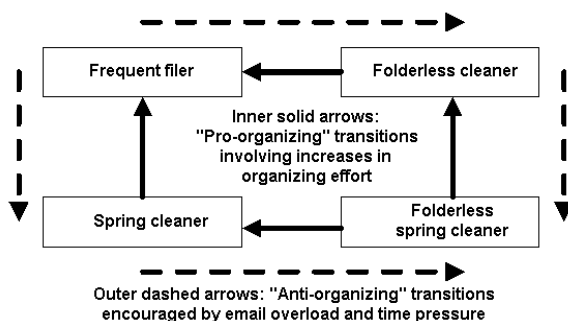 Frequent filer
Folderless cleaner
Inner solid arrows:
"Pro-organizing" transitions
involving increases in
organizing effort
Spring cleaner
Folderless
spring cleaner
Outer dashed arrows: "Anti-organizing" transitions
encouraged by email overload and time pressure